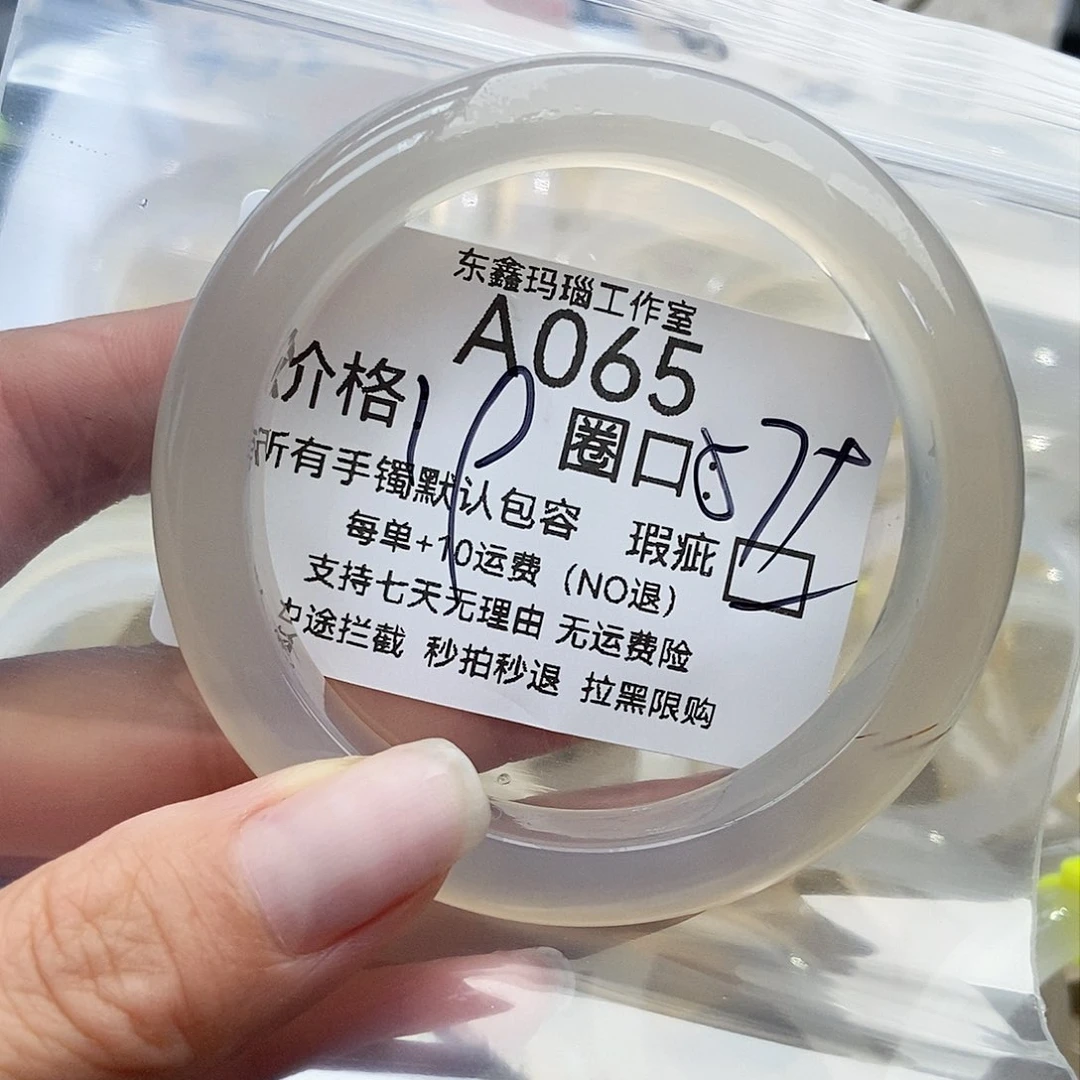 东鑫玛瑙工作室
A065
价格 圈口 57
所有手镯默认包容 瑕疵
每单+10运费 (NO退)
支持七天无理由 无运费险
中途拦截 秒拍秒退 拉黑限购